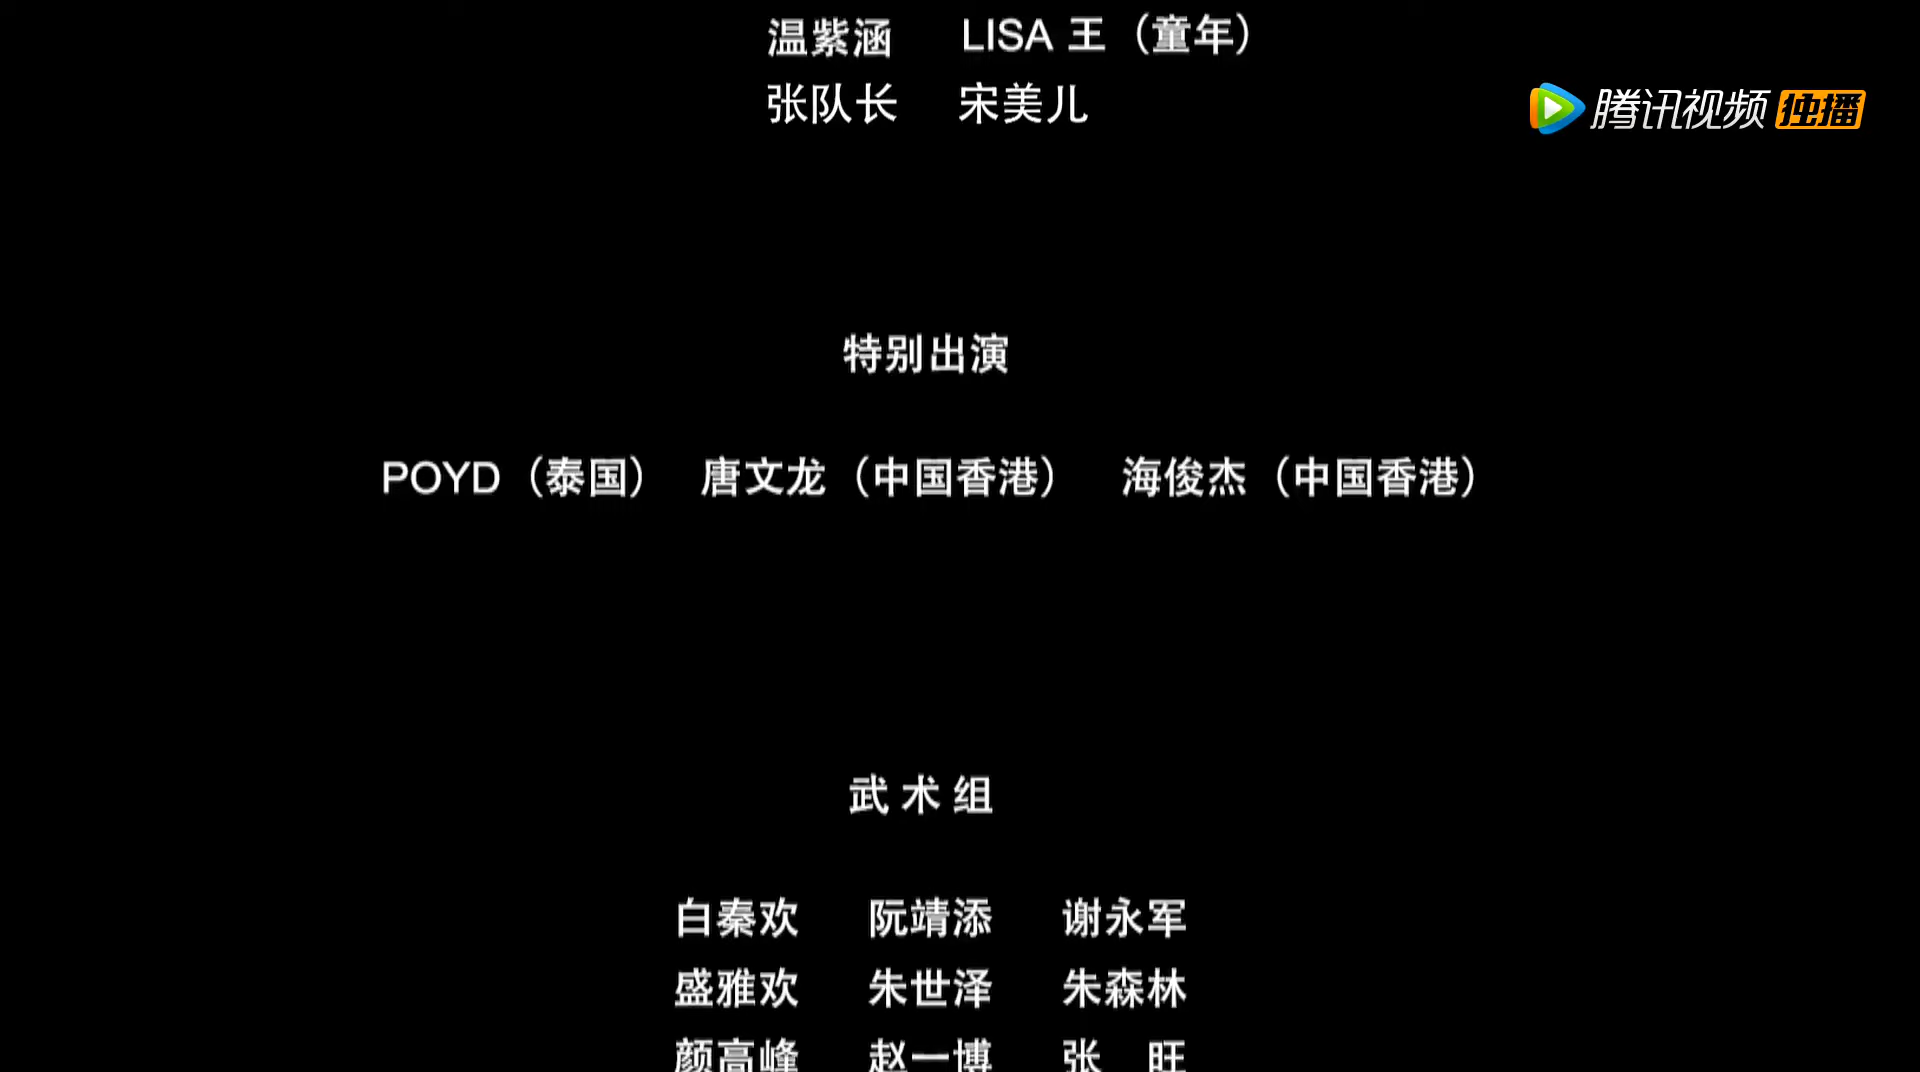 温紫涵 LISA 王（童年）
张队长 宋美儿
腾讯视频 独播
特别出演
POYD（泰国） 唐文龙（中国香港） 海俊杰（中国香港）
武术组
白秦欢 阮靖添 谢永军
盛雅欢 朱世泽 朱森林
颜高峰 赵一博 张 旺